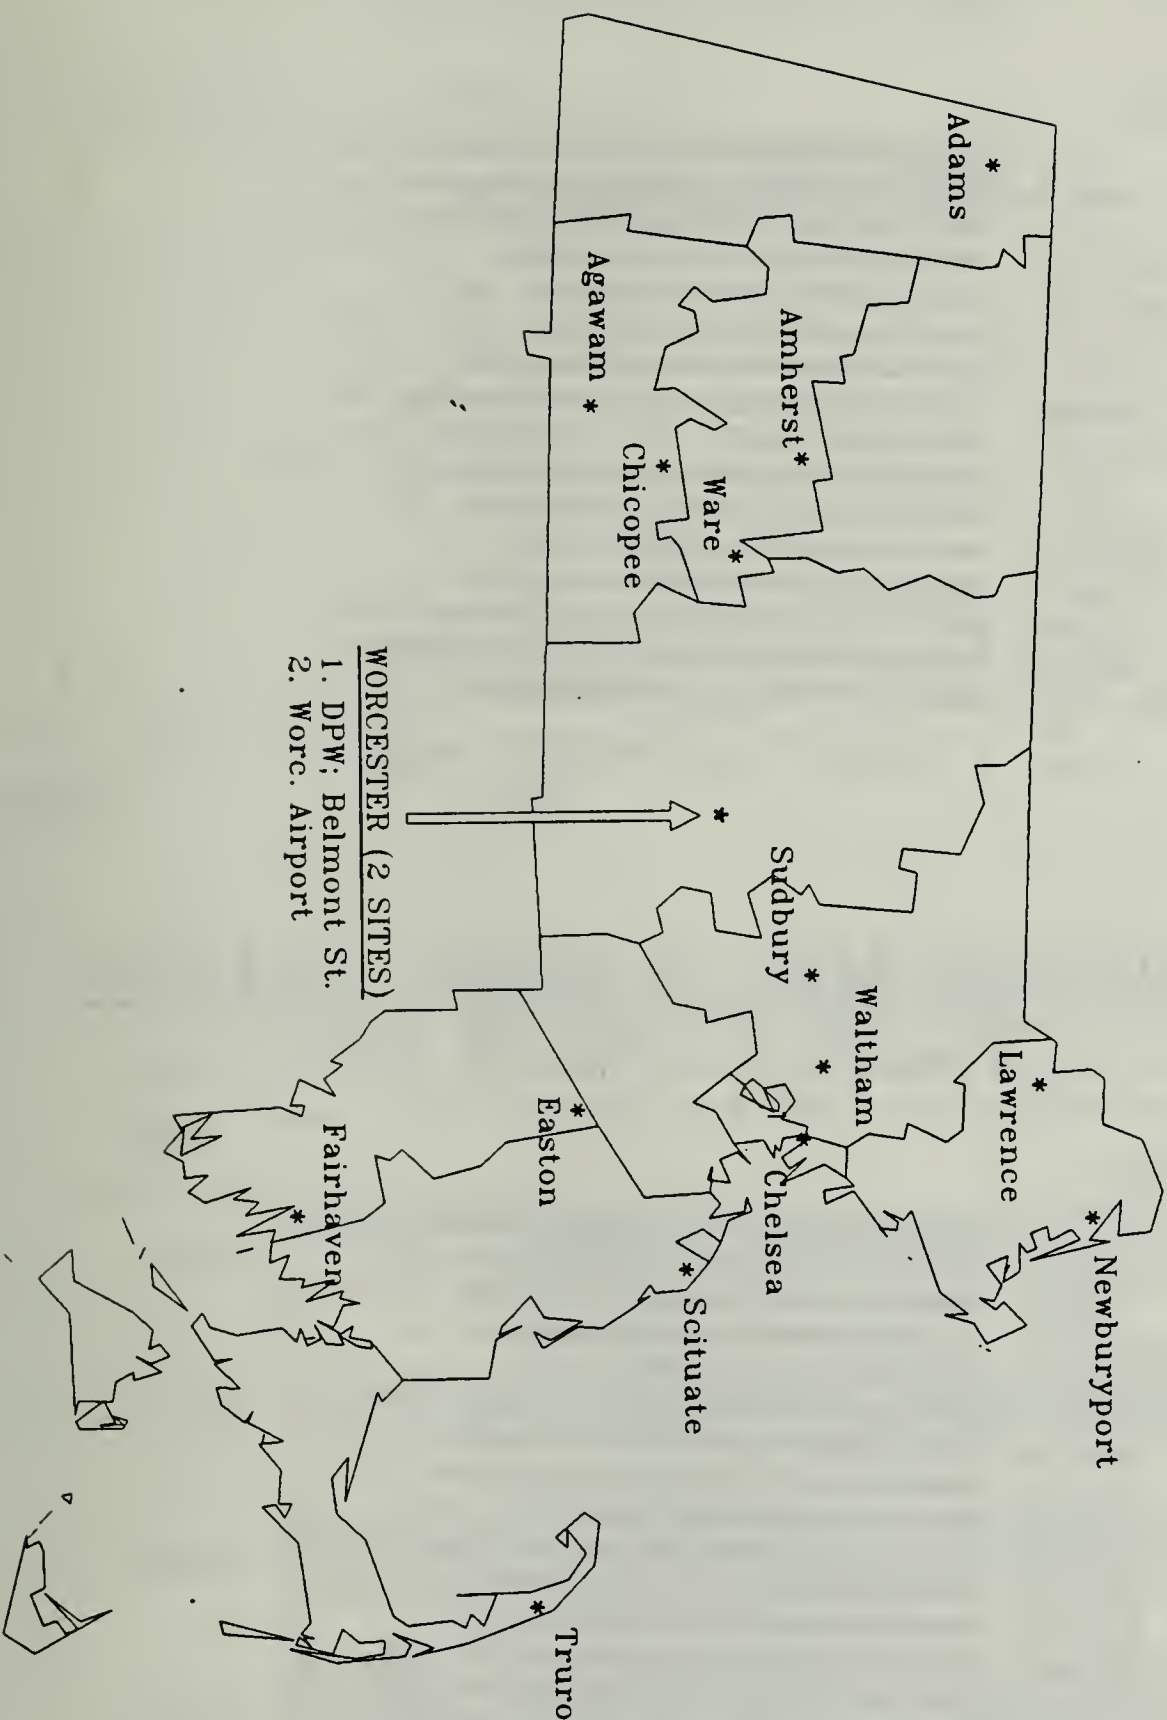 Adams
Amherst
Agawam
Ware
Chicopee
WORCESTER (2 SITES)
1. DPW; Belmont St.
2. Worc. Airport
Sudbury
Waltham
Lawrence
Newburyport
Chelsea
Scituate
Easton
Fairhaven
Truro